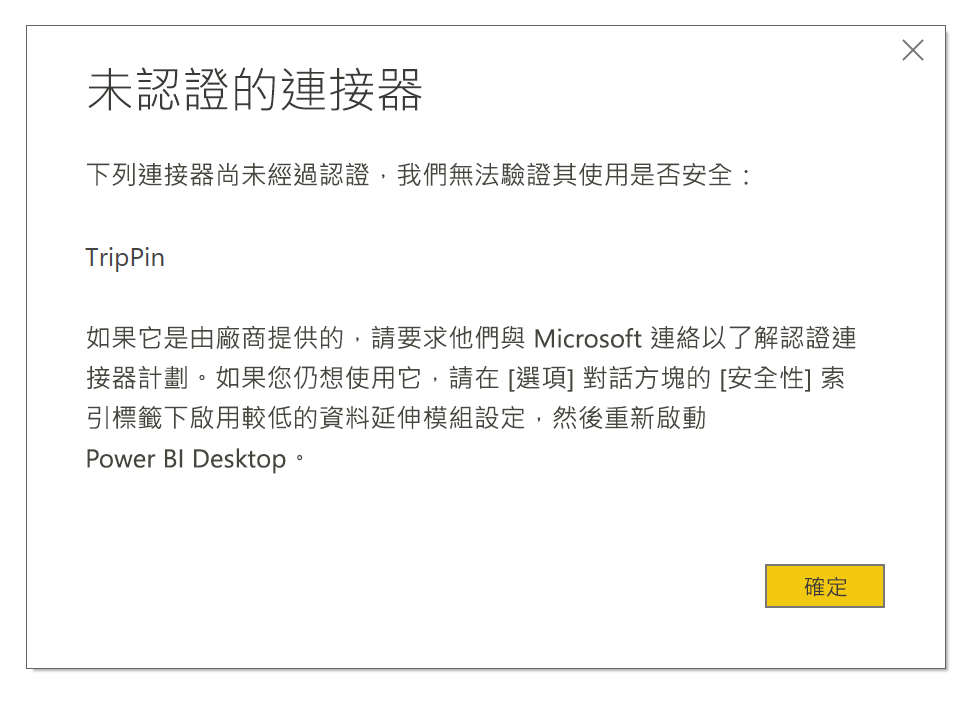 未認證的連接器
下列連接器尚未經過認證，我們無法驗證其使用是否安全：
TripPin
如果它是由廠商提供的，請要求他們與 Microsoft 連絡以了解認證連
接器計劃。如果您仍想使用它，請在 [選項] 對話方塊的 [安全性] 索
引標籤下啟用較低的資料延伸模組設定，然後重新啟動
Power BI Desktop。
確定